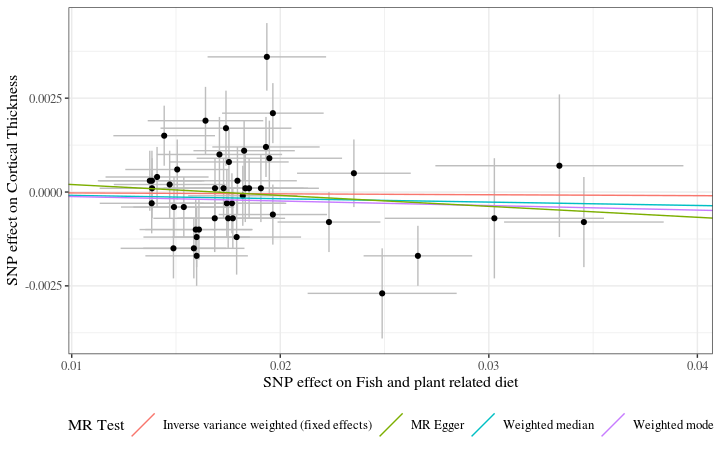 SNP effect on Cortical Thickness
0.0025
0.0000
-0.0025
0.01 0.02 0.03 0.04
SNP effect on Fish and plant related diet
MR Test Inverse variance weighted (fixed effects) MR Egger Weighted median Weighted mode